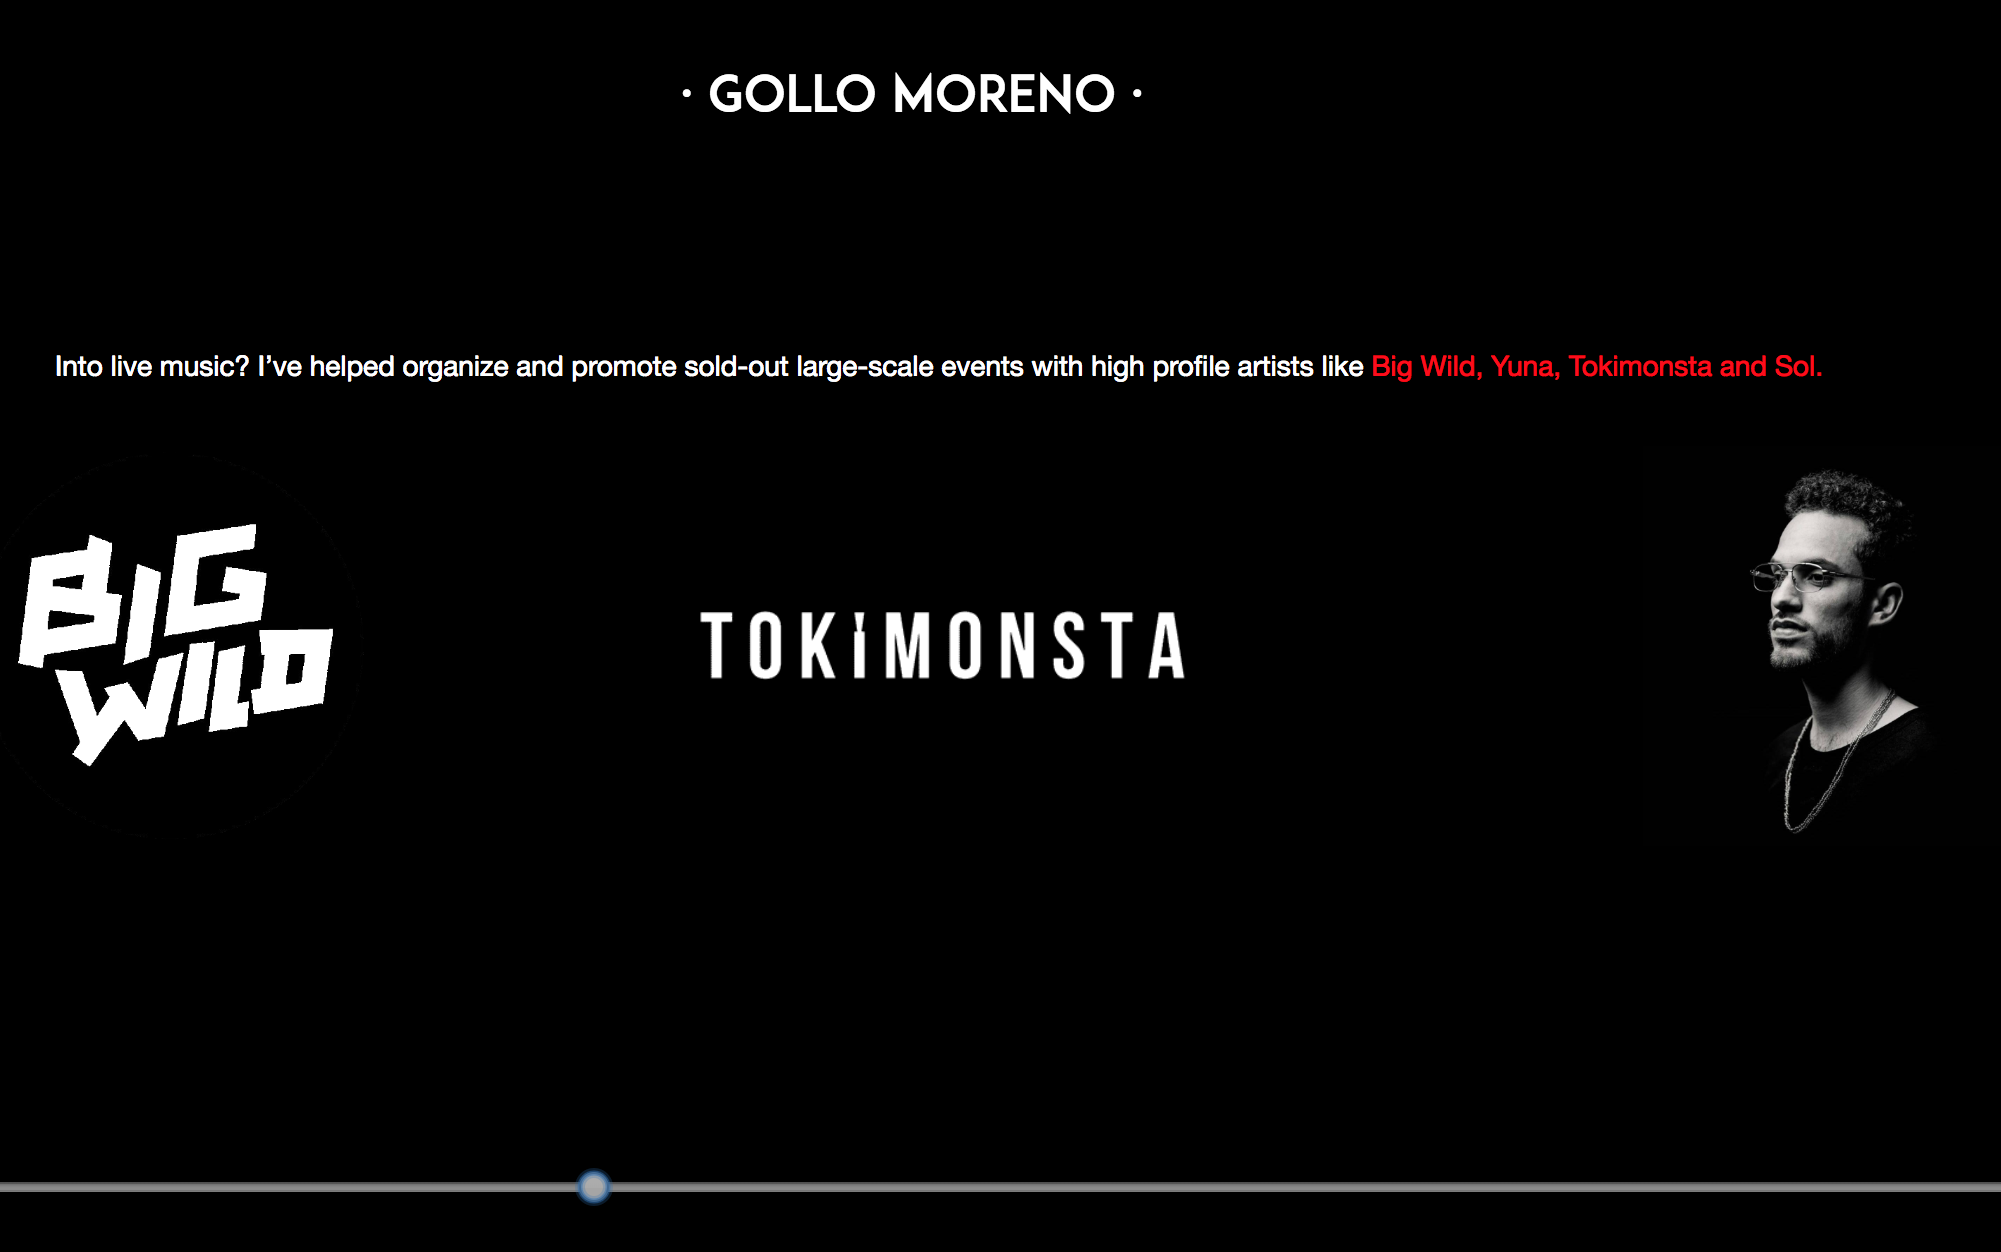 · GOLLO MORENO ·
Into live music? I’ve helped organize and promote sold-out large-scale events with high profile artists like Big Wild, Yuna, Tokimonsta and Sol.
BIG
WILD
TOKiMONSTA